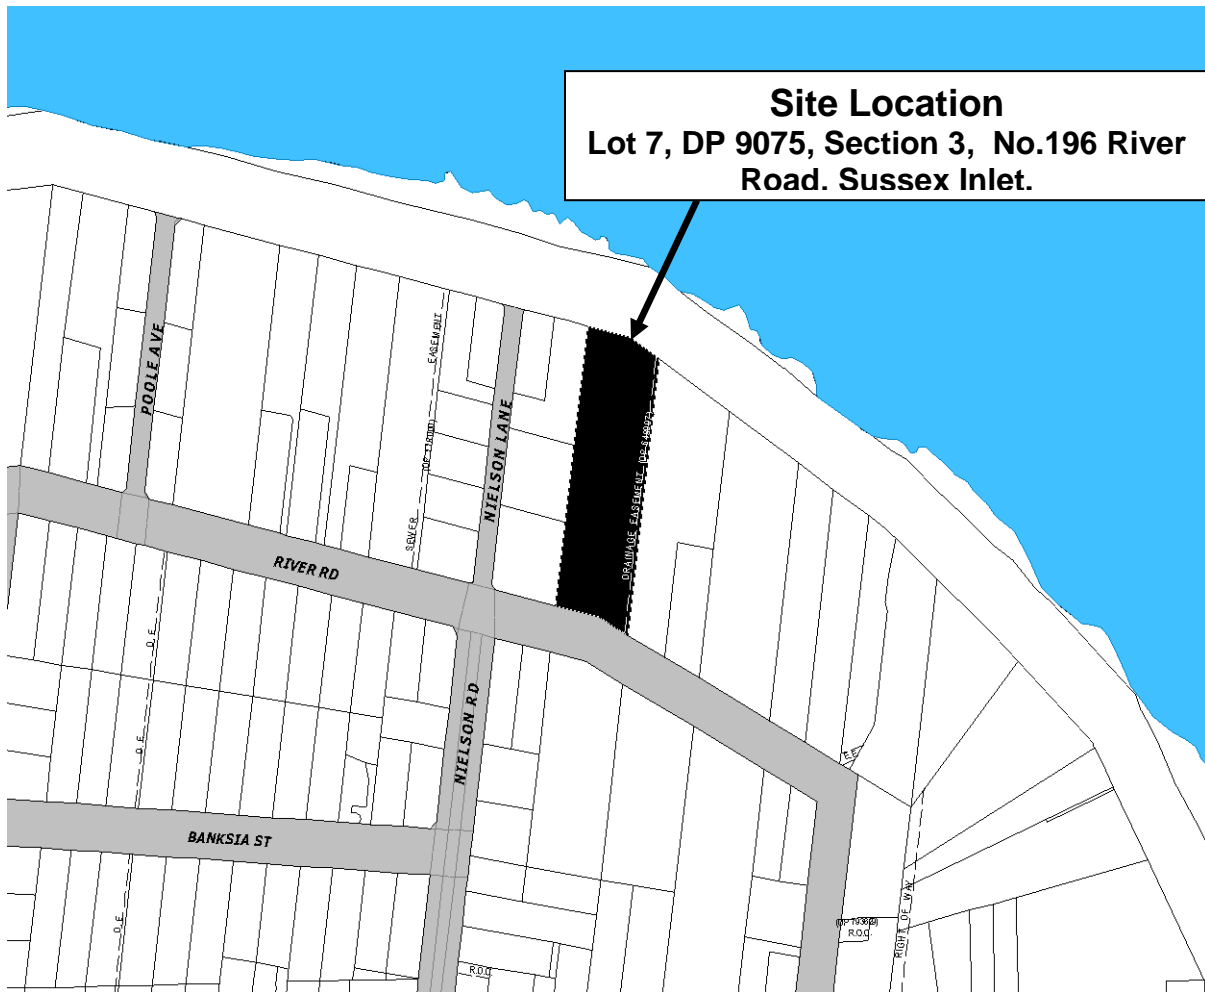 Site Location
Lot 7, DP 9075, Section 3, No.196 River
Road, Sussex Inlet.
EASEMENT
POOLE AVE
NIELSON LANE
DRAINAGE EASEMENT
SEWER
RIVER RD
D.E.
NIELSON RD
D.E.
E.E.
BANKSIA ST
RIGHT OF WAY
D.E.
R.O.C.
R.O.C.